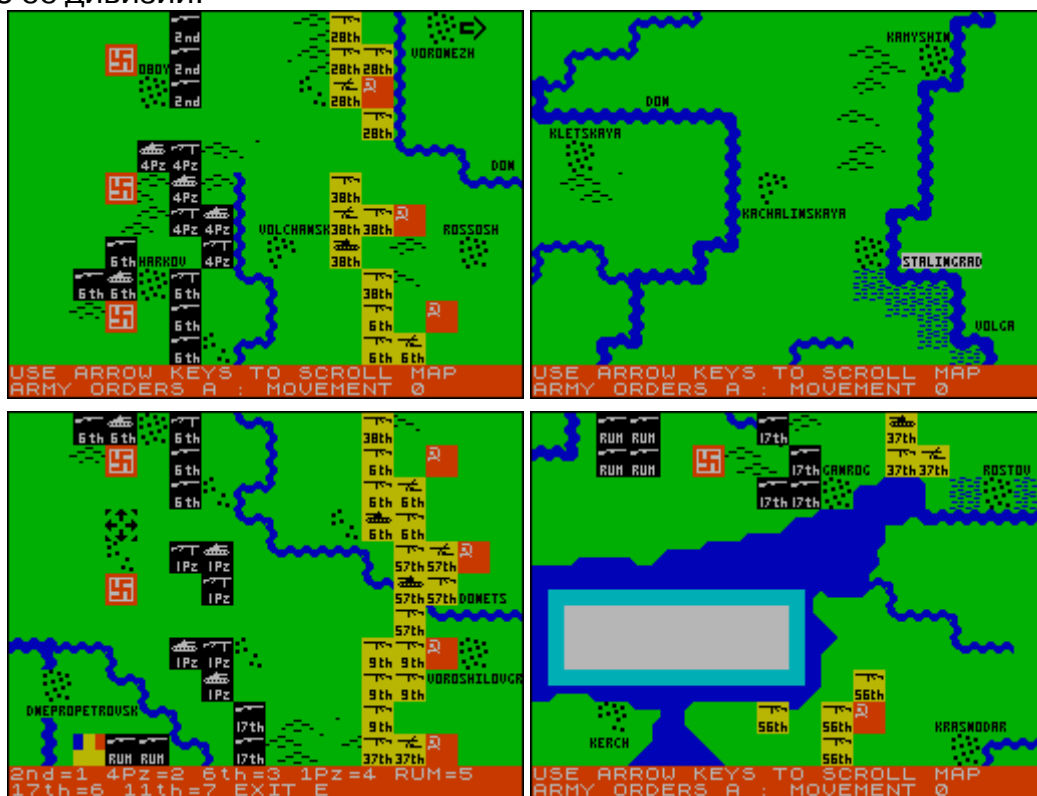 2nd 28th VORONEZH
OBOY 2nd 28th 28th
2nd 28th
28th
4Pz 4Pz DON
4Pz 38th
4Pz 4Pz VOLCHANSK 38th 38th ROSSOSH
6th HARKOV 4Pz 38th
6th 6th 6th 38th
6th 6th
6th 6th 6th
USE ARROW KEYS TO SCROLL MAP
ARMY ORDERS A : MOVEMENT 0
KAMYSHIN
DON
KLETSKAYA
KACHALINSKAYA
STALINGRAD
VOLGA
USE ARROW KEYS TO SCROLL MAP
ARMY ORDERS A : MOVEMENT 0
6th 6th 6th 38th
6th 6th
6th 6th 6th
6th 6th
1Pz 1Pz 57th 57th
1Pz 57th 57th DONETS
57th
1Pz 1Pz 9th 9th
1Pz 9th 9th VOROSHILOVGR
DNEPROPETROVSK 17th 9th
RUM RUM 17th 37th 37th
2nd=1 4Pz=2 6th=3 1Pz=4 RUM=5
17th=6 11th=7 EXIT E
RUM RUM 17th 37th
RUM RUM 17th GANROG 37th 37th ROSTOV
17th 17th
56th
56th 56th KRASNODAR
KERCH 56th
USE ARROW KEYS TO SCROLL MAP
ARMY ORDERS A : MOVEMENT 0